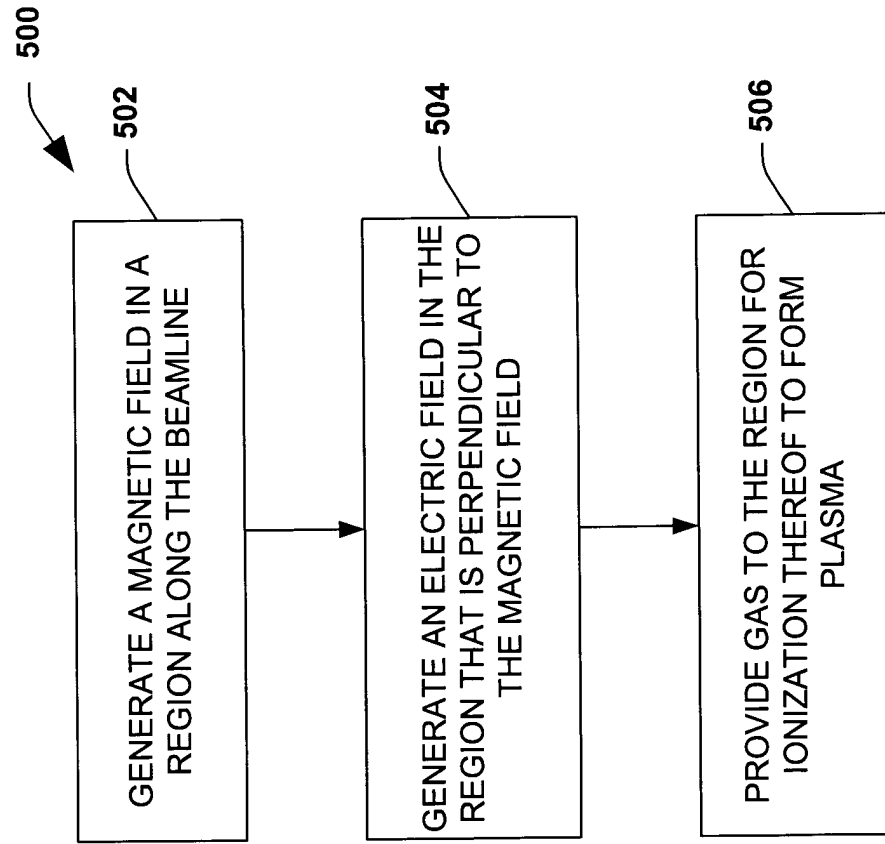 500
502
GENERATE A MAGNETIC FIELD IN A
REGION ALONG THE BEAMLINE
504
GENERATE AN ELECTRIC FIELD IN THE
REGION THAT IS PERPENDICULAR TO
THE MAGNETIC FIELD
506
PROVIDE GAS TO THE REGION FOR
IONIZATION THEREOF TO FORM
PLASMA